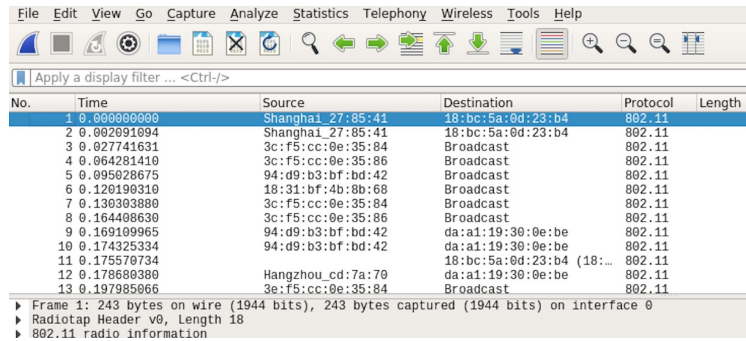 File Edit View Go Capture Analyze Statistics Telephony Wireless Tools Help
Apply a display filter ... <Ctrl-/>
No. Time Source Destination Protocol Length
1 0.000000000 Shanghai_27:85:41 18:bc:5a:0d:23:b4 802.11
2 0.002091094 Shanghai_27:85:41 18:bc:5a:0d:23:b4 802.11
3 0.027741631 3c:f5:cc:0e:35:84 Broadcast 802.11
4 0.064281410 3c:f5:cc:0e:35:86 Broadcast 802.11
5 0.095028675 94:d9:b3:bf:bd:42 Broadcast 802.11
6 0.120190310 18:31:bf:4b:8b:68 Broadcast 802.11
7 0.130303880 3c:f5:cc:0e:35:84 Broadcast 802.11
8 0.164408630 3c:f5:cc:0e:35:86 Broadcast 802.11
9 0.169109965 94:d9:b3:bf:bd:42 da:a1:19:30:0e:be 802.11
10 0.174325334 94:d9:b3:bf:bd:42 da:a1:19:30:0e:be 802.11
11 0.175570734 18:bc:5a:0d:23:b4 (18:… 802.11
12 0.178680380 Hangzhou_cd:7a:70 da:a1:19:30:0e:be 802.11
13 0.197985066 3e:f5:cc:0e:35:84 Broadcast 802.11
Frame 1: 243 bytes on wire (1944 bits), 243 bytes captured (1944 bits) on interface 0
Radiotap Header v0, Length 18
802.11 radio information